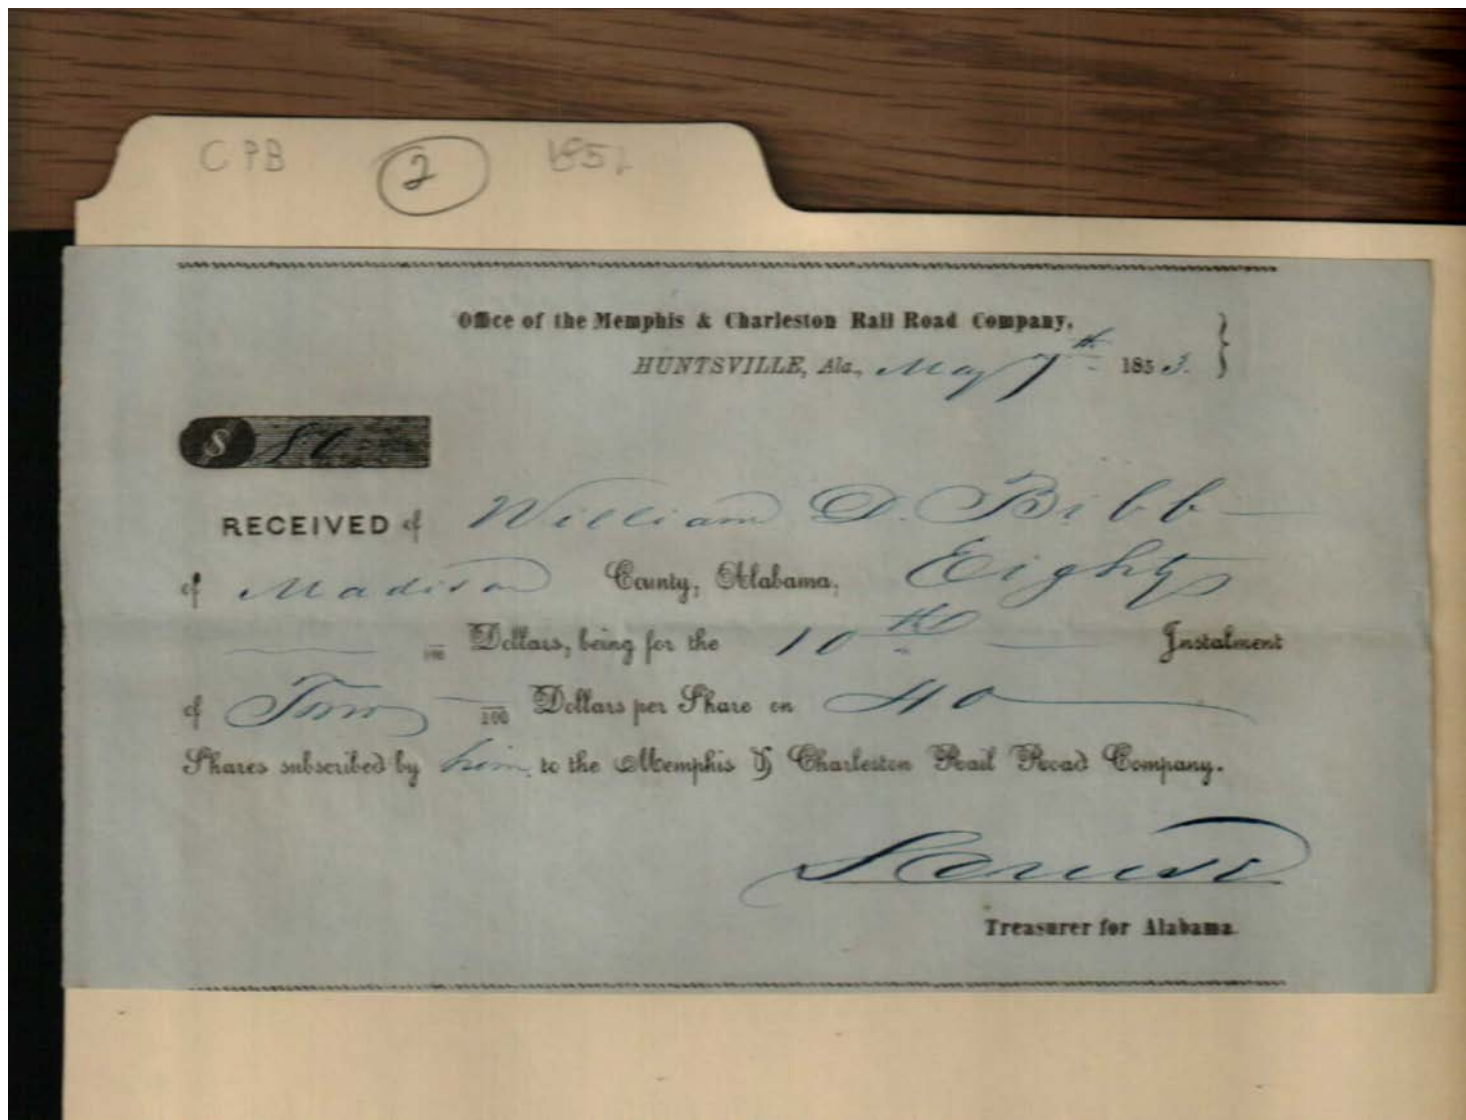 CPB 2 185
Office of the Memphis & Charleston Rail Road Company,
HUNTSVILLE, Ala., May 7th 1853.
$ 80
RECEIVED of William D. Bibb
of Madison County, Alabama, Eighty
/100 Dollars, being for the 10th Instalment
of Two /100 Dollars per Share on 40
Shares subscribed by him, to the Memphis & Charleston Rail Road Company.
Treasurer for Alabama.